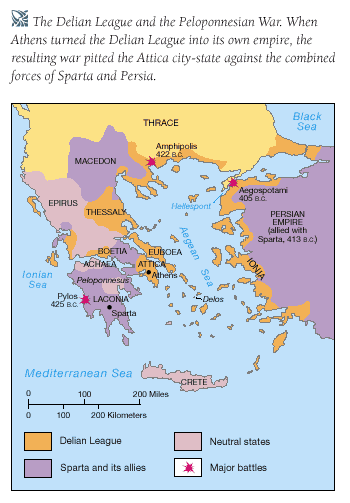 The Delian League and the Peloponnesian War. When
Athens turned the Delian League into its own empire, the
resulting war pitted the Attica city-state against the combined
forces of Sparta and Persia.
THRACE
Black
Sea
Amphipolis
422 B.C.
MACEDON
Aegospotami
405 B.C.
EPIRUS
Hellespont
THESSALY
PERSIAN
EMPIRE
(allied with
Sparta, 413 B.C.)
Aegean Sea
BOETIA
EUBOEA
ACHAEA
ATTICA
Athens
IONIA
Ionian
Sea
Peloponnesus
Pylos
425 B.C.
LACONIA
Delos
Sparta
Mediterranean Sea
CRETE
0 100 200 Miles
0 100 200 Kilometers
Delian League
Neutral states
Sparta and its allies
Major battles